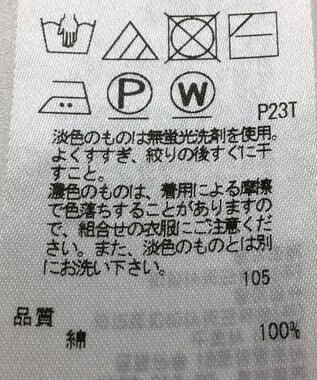 P
W
P23T
淡色のものは無蛍光洗剤を使用。
よくすすぎ、絞りの後すぐに干
すこと。
濃色のものは、着用による摩擦
で色落ちすることがありますの
で、組合せの衣服にご注意くださ
い。また、淡色のものとは別
にお洗い下さい。
105
品質
綿 100%